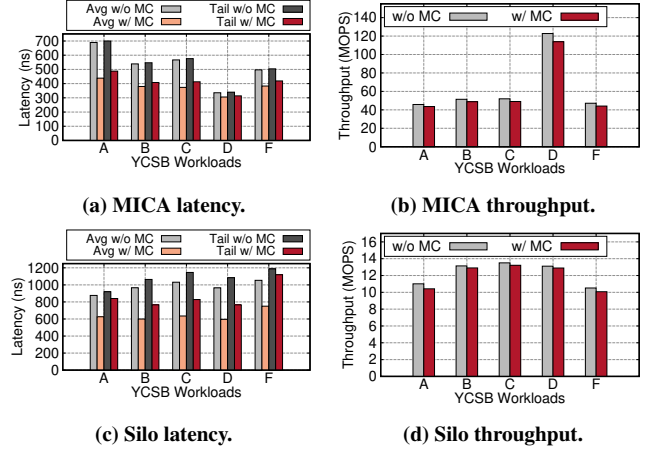 Avg w/o MC Tail w/o MC
Avg w/ MC Tail w/ MC
Latency (ns)
700
600
500
400
300
200
100
0
A B C D F
YCSB Workloads
(a) MICA latency.
w/o MC w/ MC
Throughput (MOPS)
140
120
100
80
60
40
20
0
A B C D F
YCSB Workloads
(b) MICA throughput.
Avg w/o MC Tail w/o MC
Avg w/ MC Tail w/ MC
Latency (ns)
1200
1000
800
600
400
200
0
A B C D F
YCSB Workloads
(c) Silo latency.
w/o MC w/ MC
Throughput (MOPS)
16
14
12
10
8
6
4
2
0
A B C D F
YCSB Workloads
(d) Silo throughput.